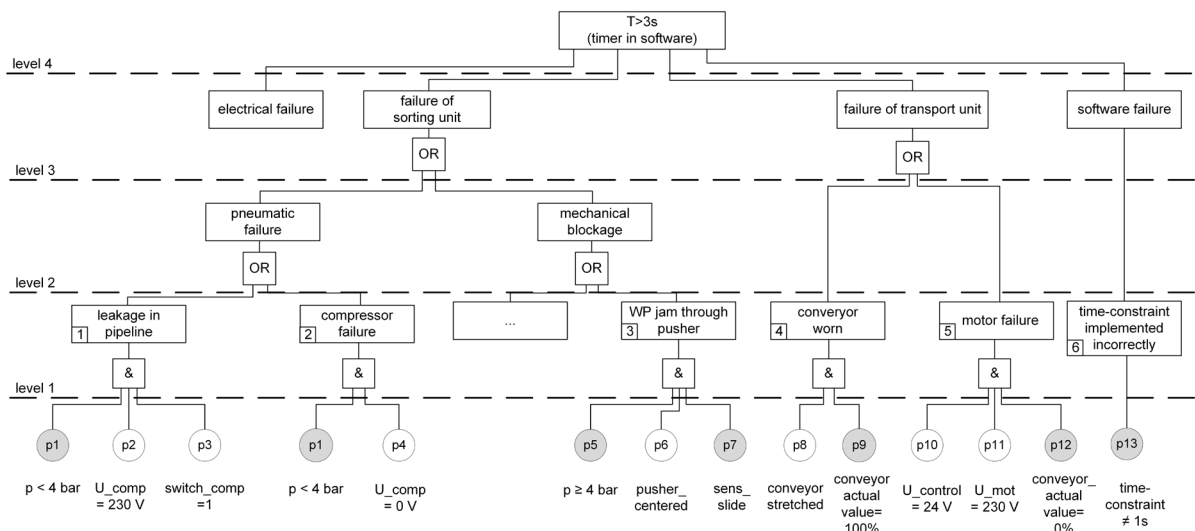 T>3s
(timer in software)
level 4
electrical failure
failure of
sorting unit
failure of transport unit
software failure
OR
OR
level 3
pneumatic
failure
mechanical
blockage
OR
OR
level 2
leakage in
pipeline
1
compressor
failure
2
...
WP jam through
pusher
3
converyor
worn
4
motor failure
5
time-constraint
implemented
incorrectly
6
&
&
&
&
&
level 1
p1
p2
p3
p1
p4
p5
p6
p7
p8
p9
p10
p11
p12
p13
p < 4 bar
U_comp
= 230 V
switch_comp
=1
p < 4 bar
U_comp
= 0 V
p ≥ 4 bar
pusher_
centered
sens_
slide
conveyor
stretched
conveyor
actual
value=
100%
U_control
= 24 V
U_mot
= 230 V
conveyor_
actual
value=
0%
time-
constraint
≠ 1s